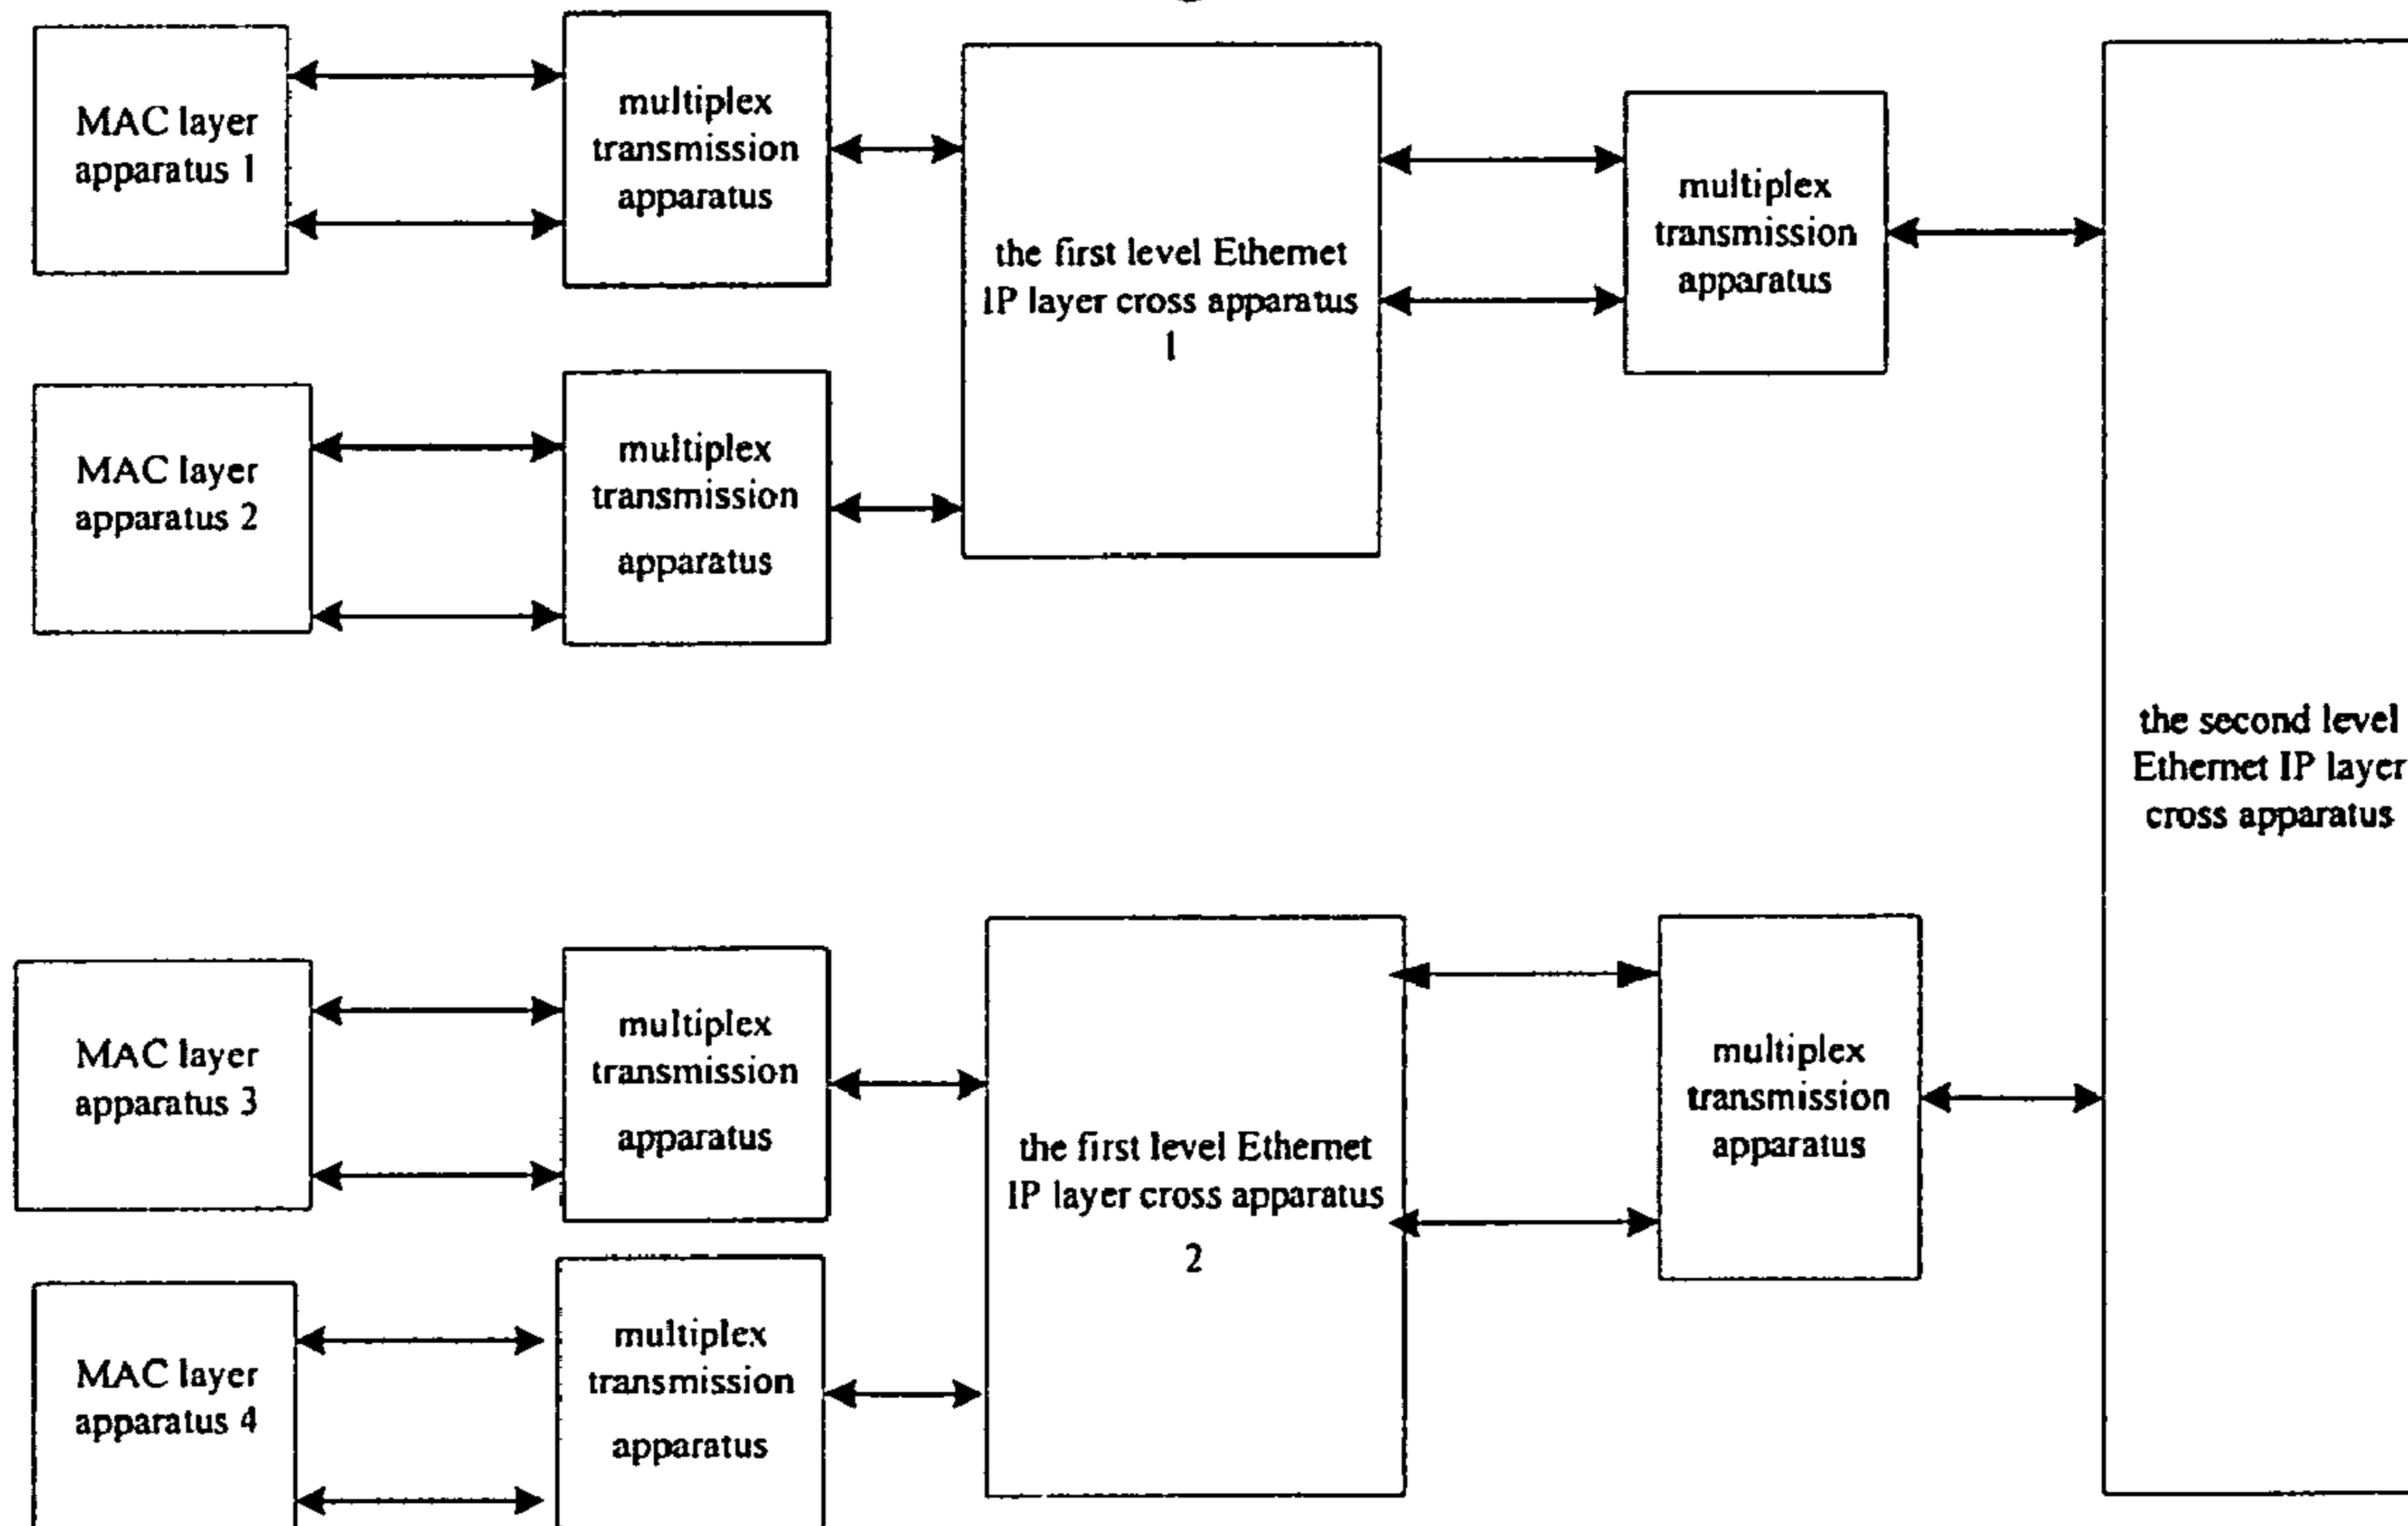 MAC layer
apparatus 1
multiplex
transmission
apparatus
the first level Ethernet
IP layer cross apparatus
1
multiplex
transmission
apparatus
MAC layer
apparatus 2
multiplex
transmission
apparatus
the second level
Ethernet IP layer
cross apparatus
MAC layer
apparatus 3
multiplex
transmission
apparatus
the first level Ethernet
IP layer cross apparatus
2
multiplex
transmission
apparatus
MAC layer
apparatus 4
multiplex
transmission
apparatus